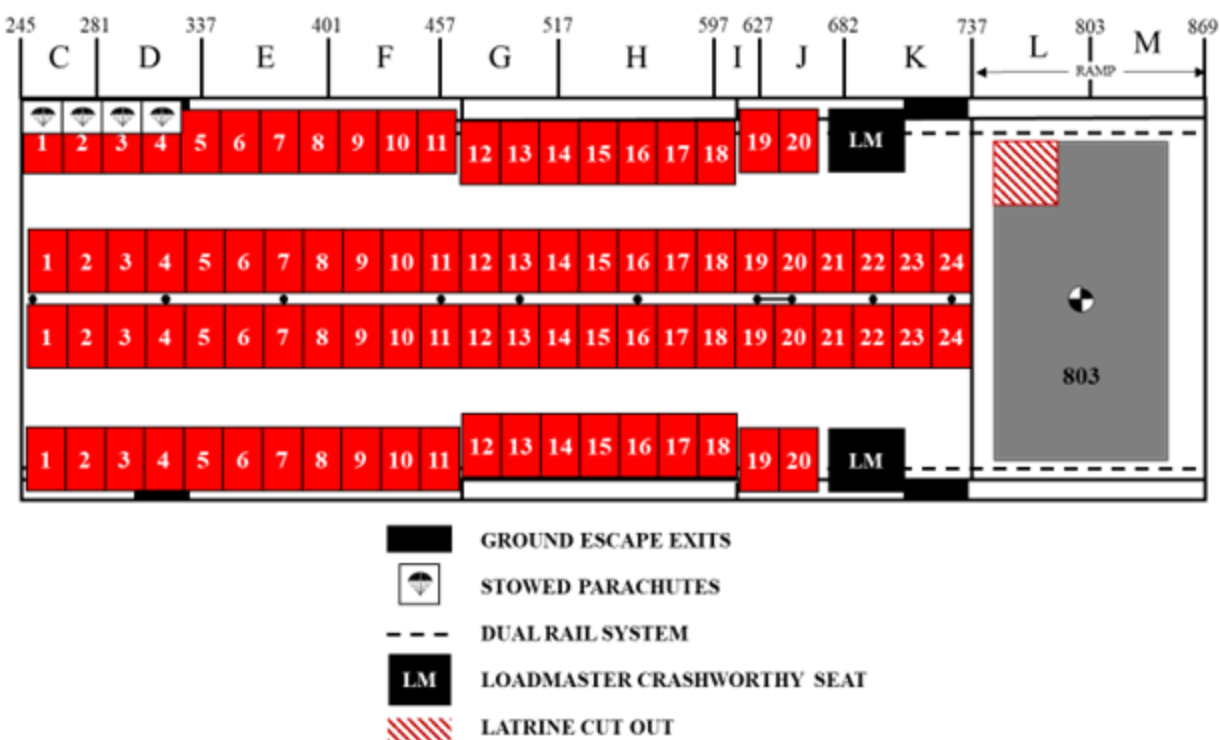 245 281 337 401 457 517 597 627 682 737 803 869
C D E F G H I J K L M
RAMP
1 2 3 4 5 6 7 8 9 10 11 12 13 14 15 16 17 18 19 20 LM
1 2 3 4 5 6 7 8 9 10 11 12 13 14 15 16 17 18 19 20 21 22 23 24
1 2 3 4 5 6 7 8 9 10 11 12 13 14 15 16 17 18 19 20 21 22 23 24
803
1 2 3 4 5 6 7 8 9 10 11 12 13 14 15 16 17 18 19 20 LM
GROUND ESCAPE EXITS
STOWED PARACHUTES
DUAL RAIL SYSTEM
LM LOADMASTER CRASHWORTHY SEAT
LATRINE CUT OUT